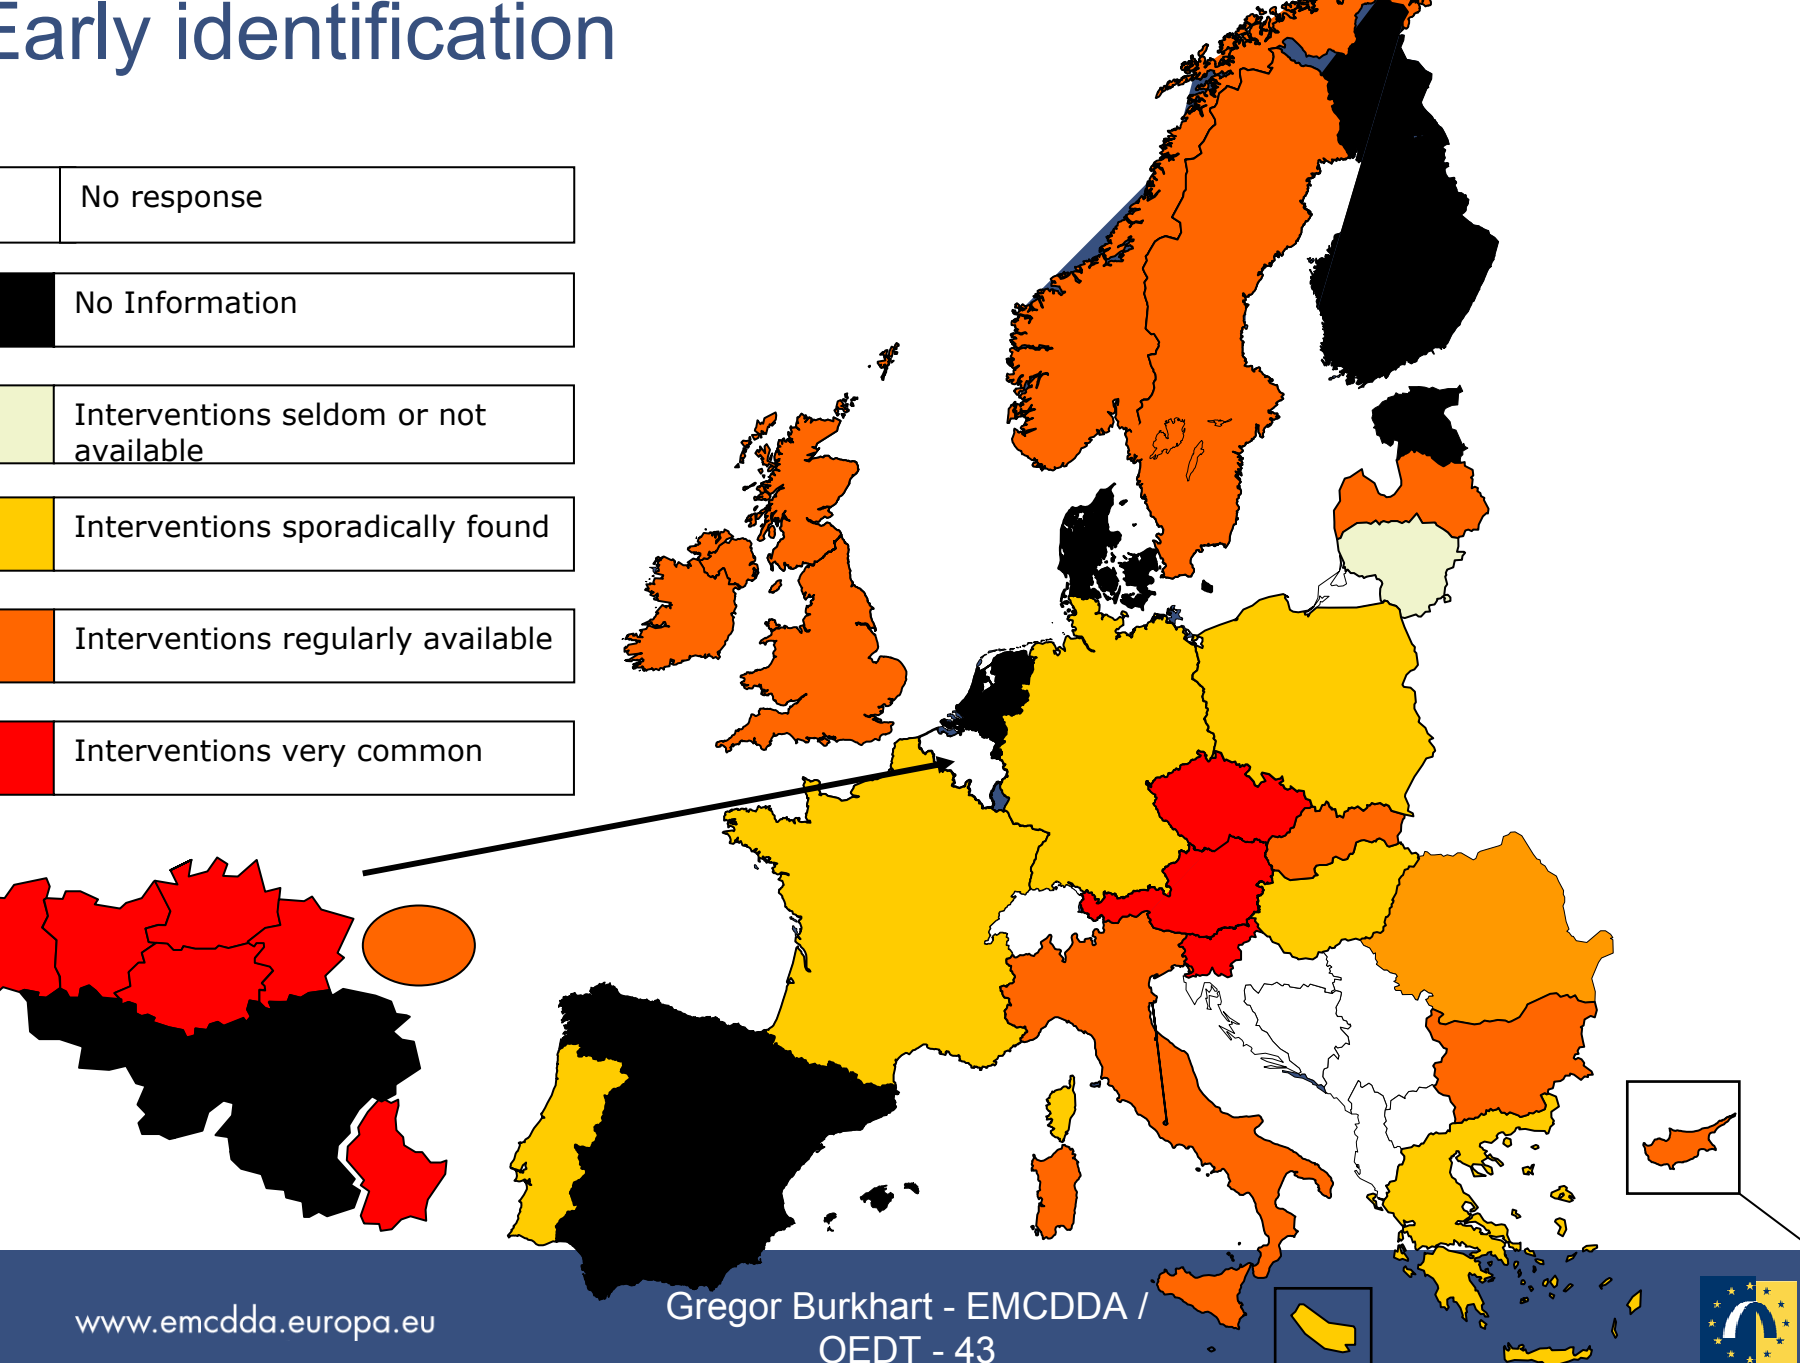 Early identification
No response
No Information
Interventions seldom or not
available
Interventions sporadically found
Interventions regularly available
Interventions very common
www.emcdda.europa.eu
Gregor Burkhart - EMCDDA /
OEDT - 43